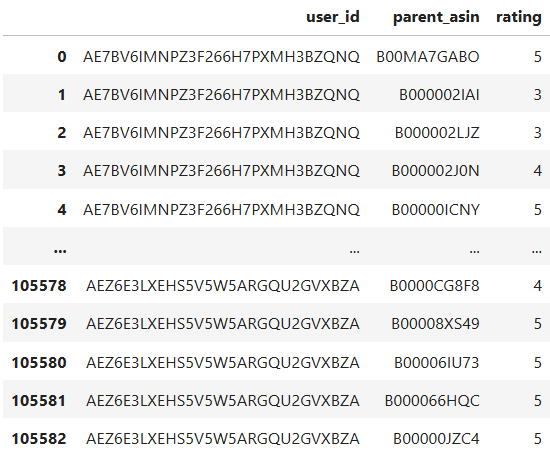 user_id parent_asin rating
0 AE7BV6IMNPZ3F266H7PXMH3BZQNQ B00MA7GABO 5
1 AE7BV6IMNPZ3F266H7PXMH3BZQNQ B000002IAI 3
2 AE7BV6IMNPZ3F266H7PXMH3BZQNQ B000002LJZ 3
3 AE7BV6IMNPZ3F266H7PXMH3BZQNQ B000002J0N 4
4 AE7BV6IMNPZ3F266H7PXMH3BZQNQ B00000ICNY 5
... ... ... ...
105578 AEZ6E3LXEHS5V5W5ARGQU2GVXBZA B0000CG8F8 4
105579 AEZ6E3LXEHS5V5W5ARGQU2GVXBZA B00008XS49 5
105580 AEZ6E3LXEHS5V5W5ARGQU2GVXBZA B00006IU73 5
105581 AEZ6E3LXEHS5V5W5ARGQU2GVXBZA B000066HQC 5
105582 AEZ6E3LXEHS5V5W5ARGQU2GVXBZA B00000JZC4 5